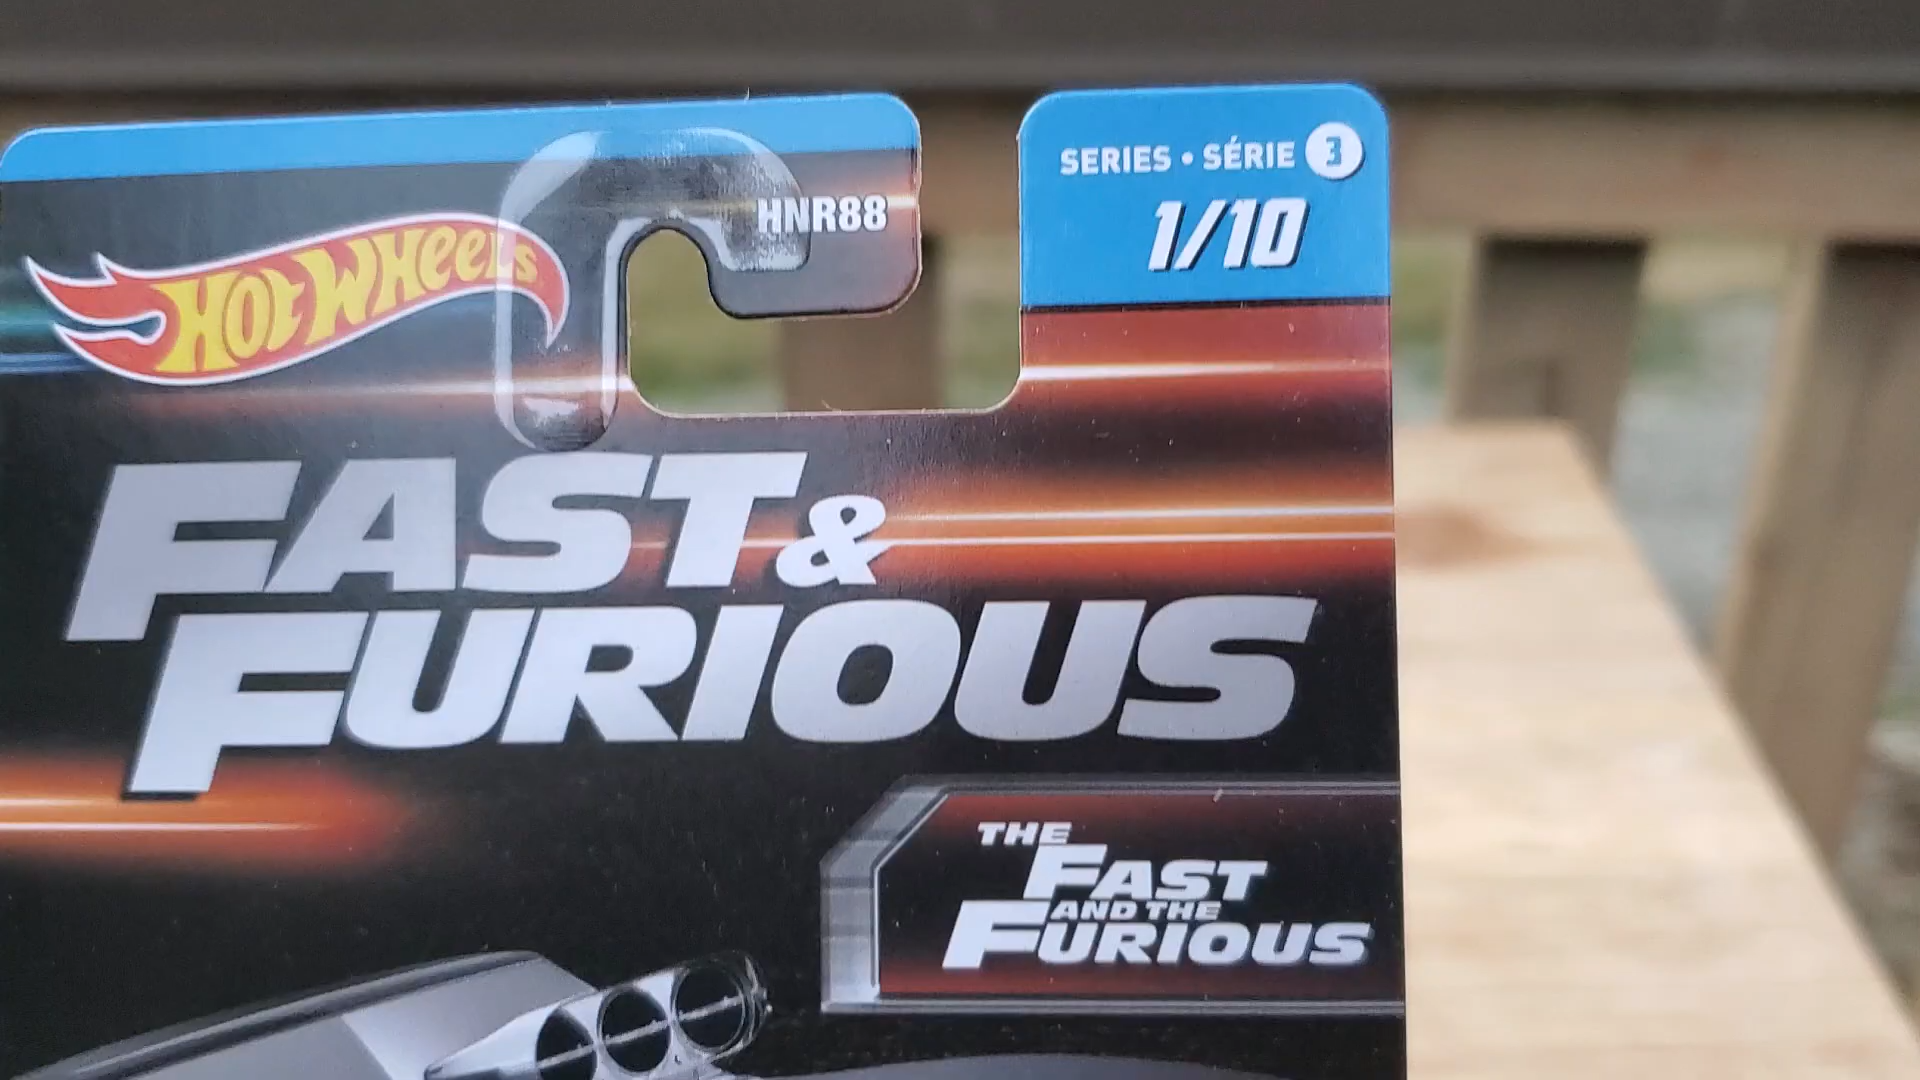 HOT WHEELS
HNR88
SERIES • SÉRIE 3
1/10
FAST &
FURIOUS
THE
FAST
AND THE
FURIOUS